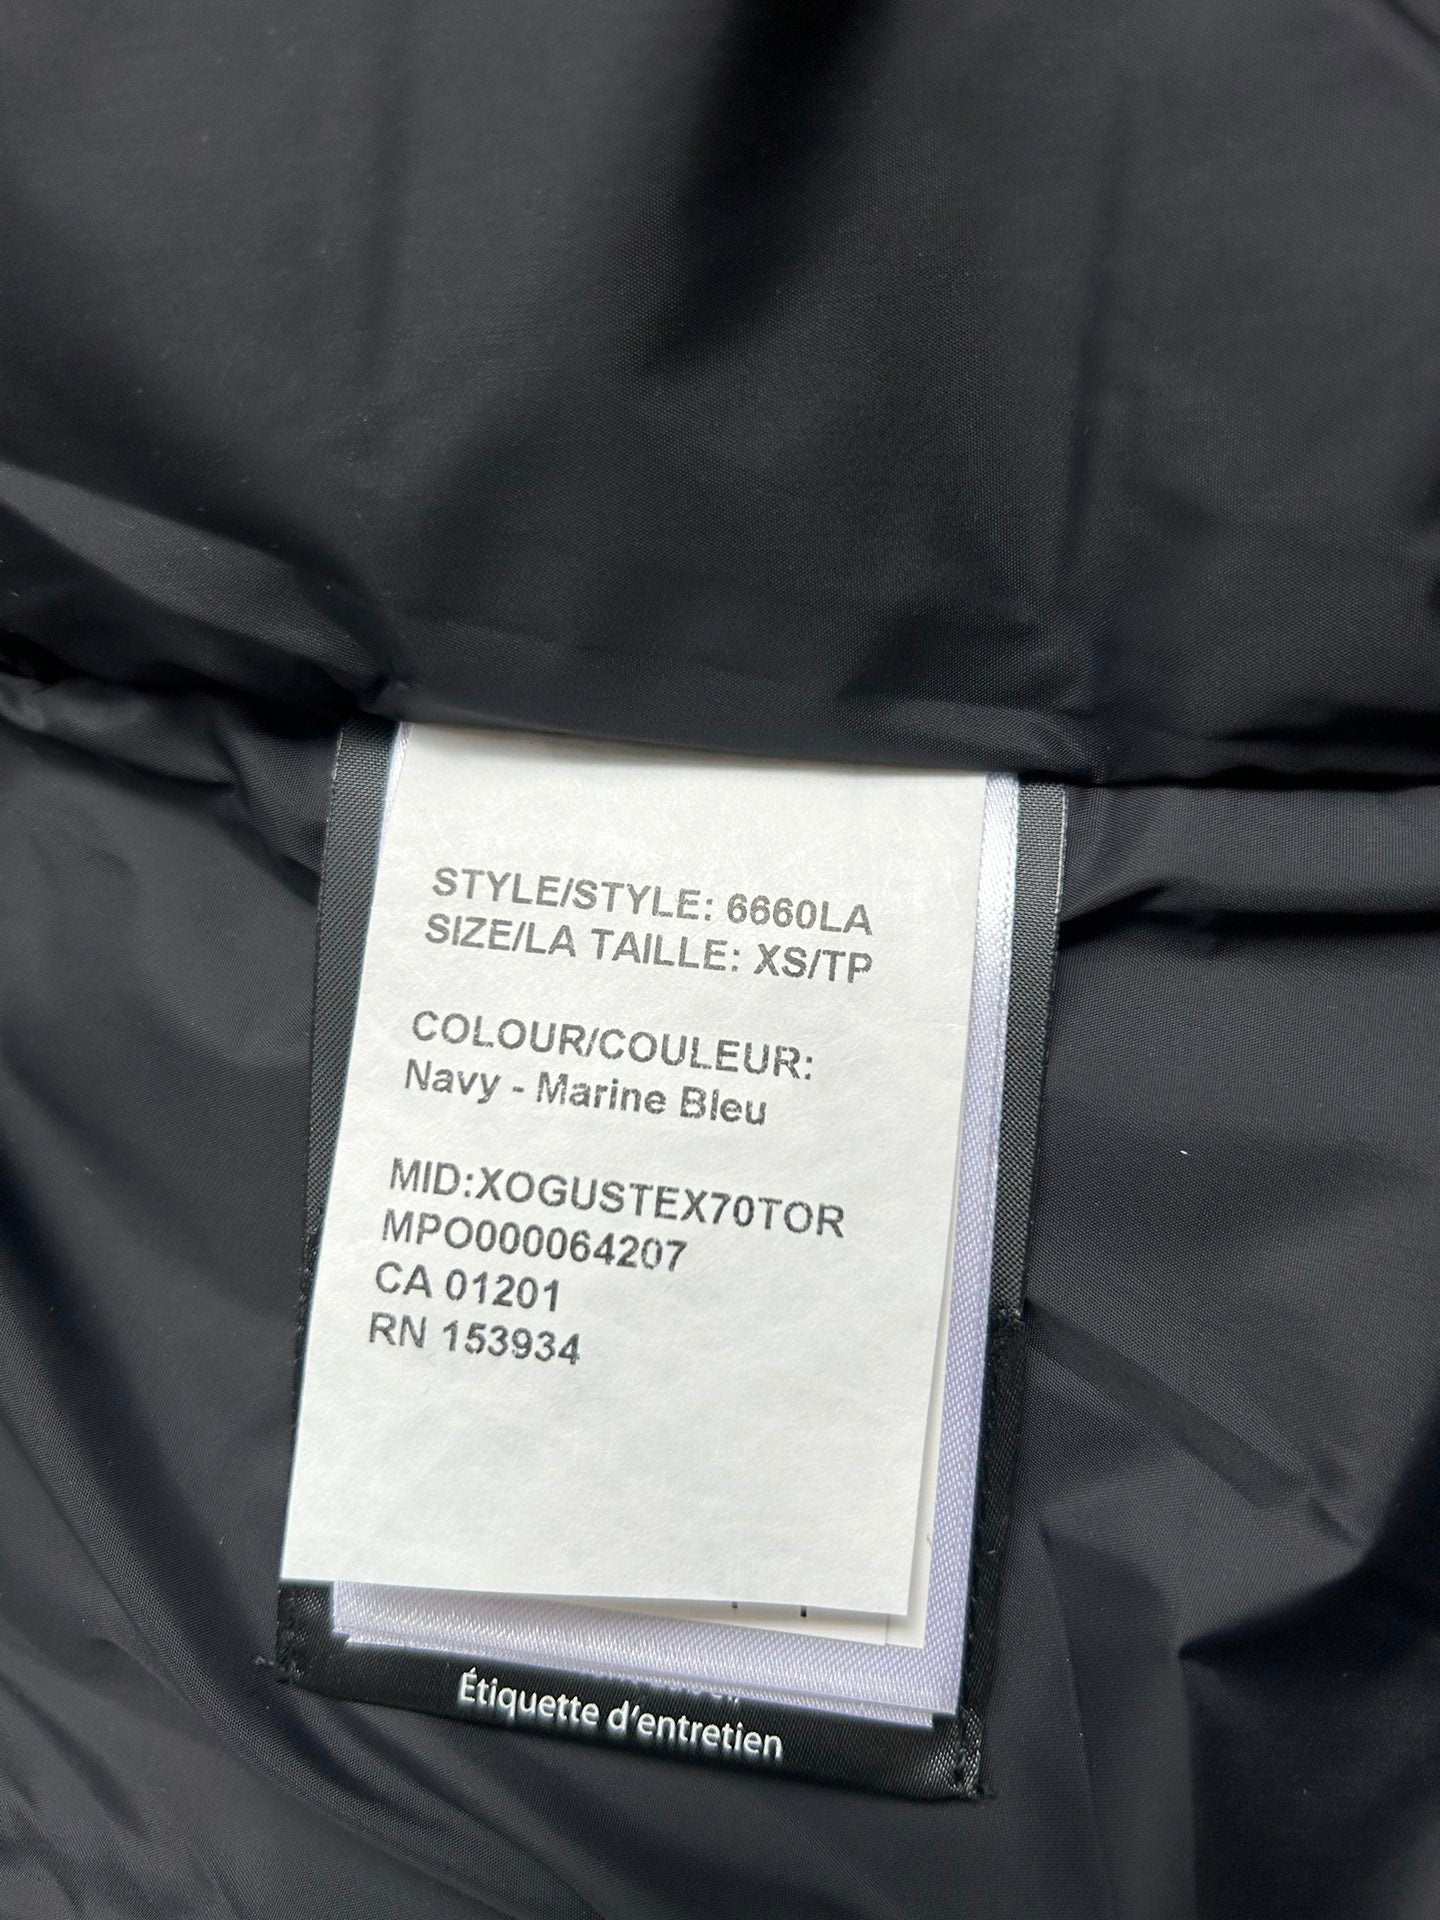 STYLE/STYLE: 6660LA
SIZE/LA TAILLE: XS/TP
COLOUR/COULEUR:
Navy - Marine Bleu
MID:XOGUSTEX70TOR
MPO000064207
CA 01201
RN 153934
Étiquette d'entretien